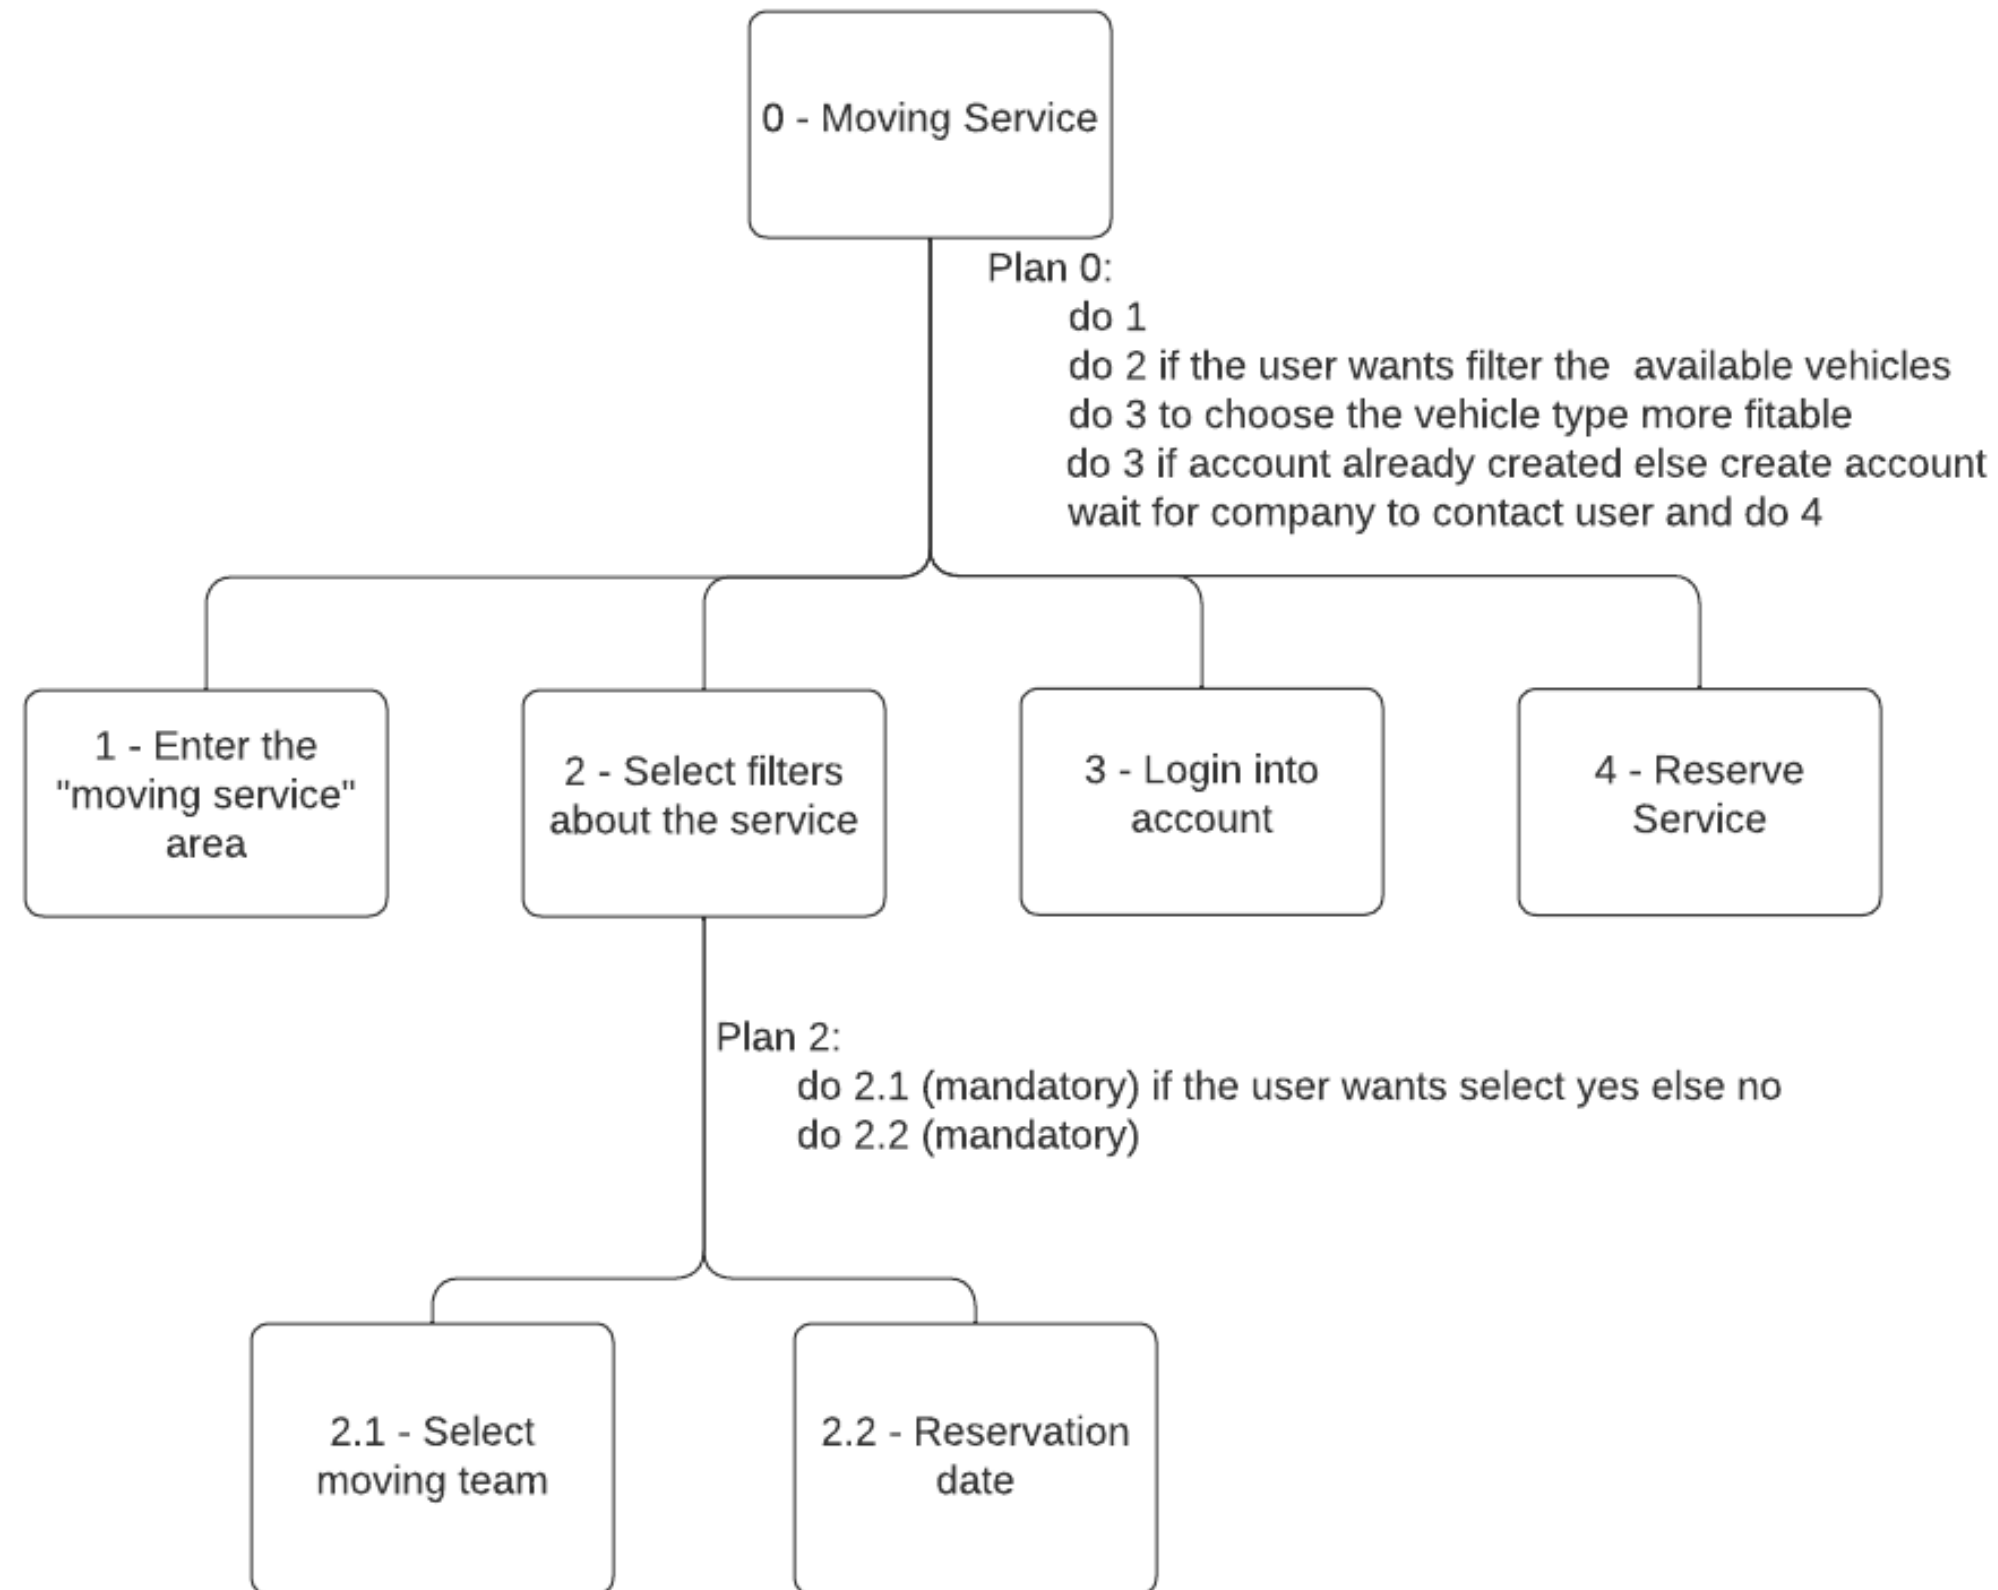 0 - Moving Service
Plan 0:
do 1
do 2 if the user wants filter the  available vehicles
do 3 to choose the vehicle type more fitable
do 3 if account already created else create account
wait for company to contact user and do 4
1 - Enter the
"moving service"
area
2 - Select filters
about the service
3 - Login into
account
4 - Reserve
Service
Plan 2:
do 2.1 (mandatory) if the user wants select yes else no
do 2.2 (mandatory)
2.1 - Select
moving team
2.2 - Reservation
date